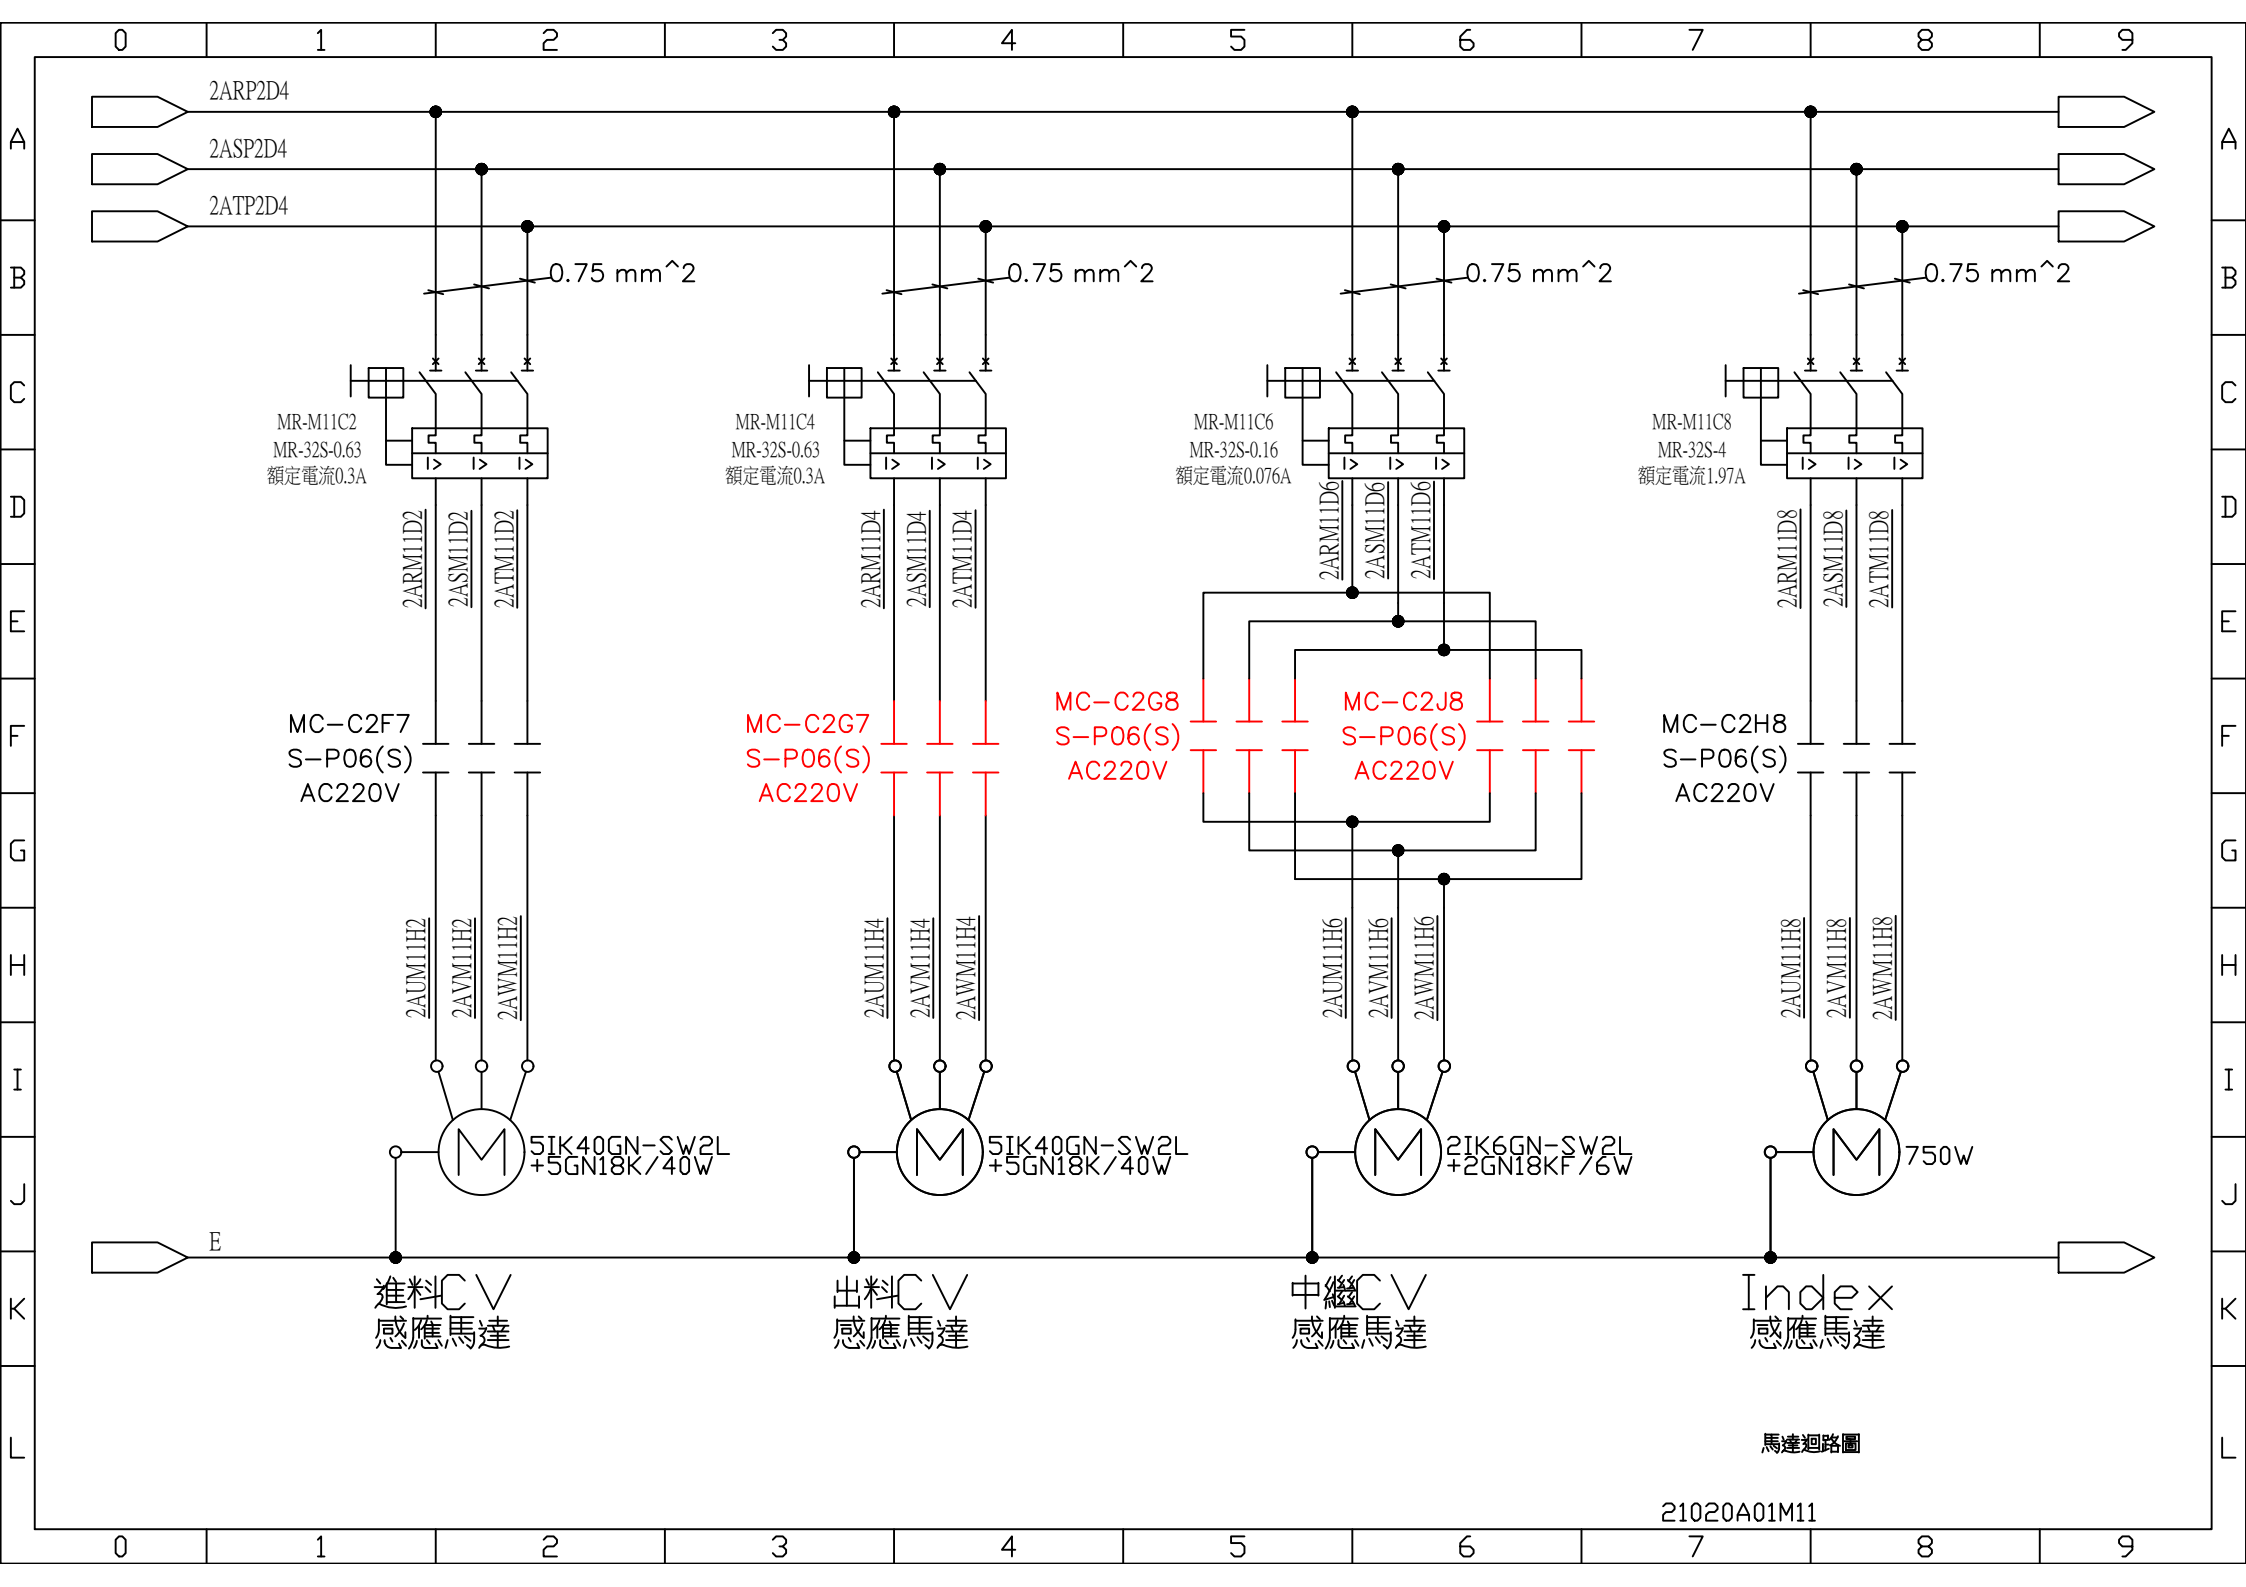 0 1 2 3 4 5 6 7 8 9
A A
2ARP2D4
2ASP2D4
2ATP2D4
B B
0.75 mm^2 0.75 mm^2 0.75 mm^2 0.75 mm^2
C C
MR-M11C2 MR-M11C4 MR-M11C6 MR-M11C8
MR-32S-0.63 MR-32S-0.63 MR-32S-0.16 MR-32S-4
額定電流0.3A 額定電流0.3A 額定電流0.076A 額定電流1.97A
I> I> I> I> I> I> I> I> I> I> I> I>
D D
2ARM11D2 2ASM11D2 2ATM11D2 2ARM11D4 2ASM11D4 2ATM11D4 2ARM11D6 2ASM11D6 2ATM11D6 2ARM11D8 2ASM11D8 2ATM11D8
E E
MC-C2F7 MC-C2G7 MC-C2G8 MC-C2J8 MC-C2H8
S-P06(S) S-P06(S) S-P06(S) S-P06(S) S-P06(S)
AC220V AC220V AC220V AC220V AC220V
F F
G G
2AUM11H2 2AVM11H2 2AWM11H2 2AUM11H4 2AVM11H4 2AWM11H4 2AUM11H6 2AVM11H6 2AWM11H6 2AUM11H8 2AVM11H8 2AWM11H8
H H
I I
M M M M
5IK40GN-SW2L 5IK40GN-SW2L 2IK6GN-SW2L 750W
+5GN18K/40W +5GN18K/40W +2GN18KF/6W
J J
E
K K
進料CV 出料CV 中繼CV Index
感應馬達 感應馬達 感應馬達 感應馬達
L L
馬達迴路圖
21020A01M11
0 1 2 3 4 5 6 7 8 9